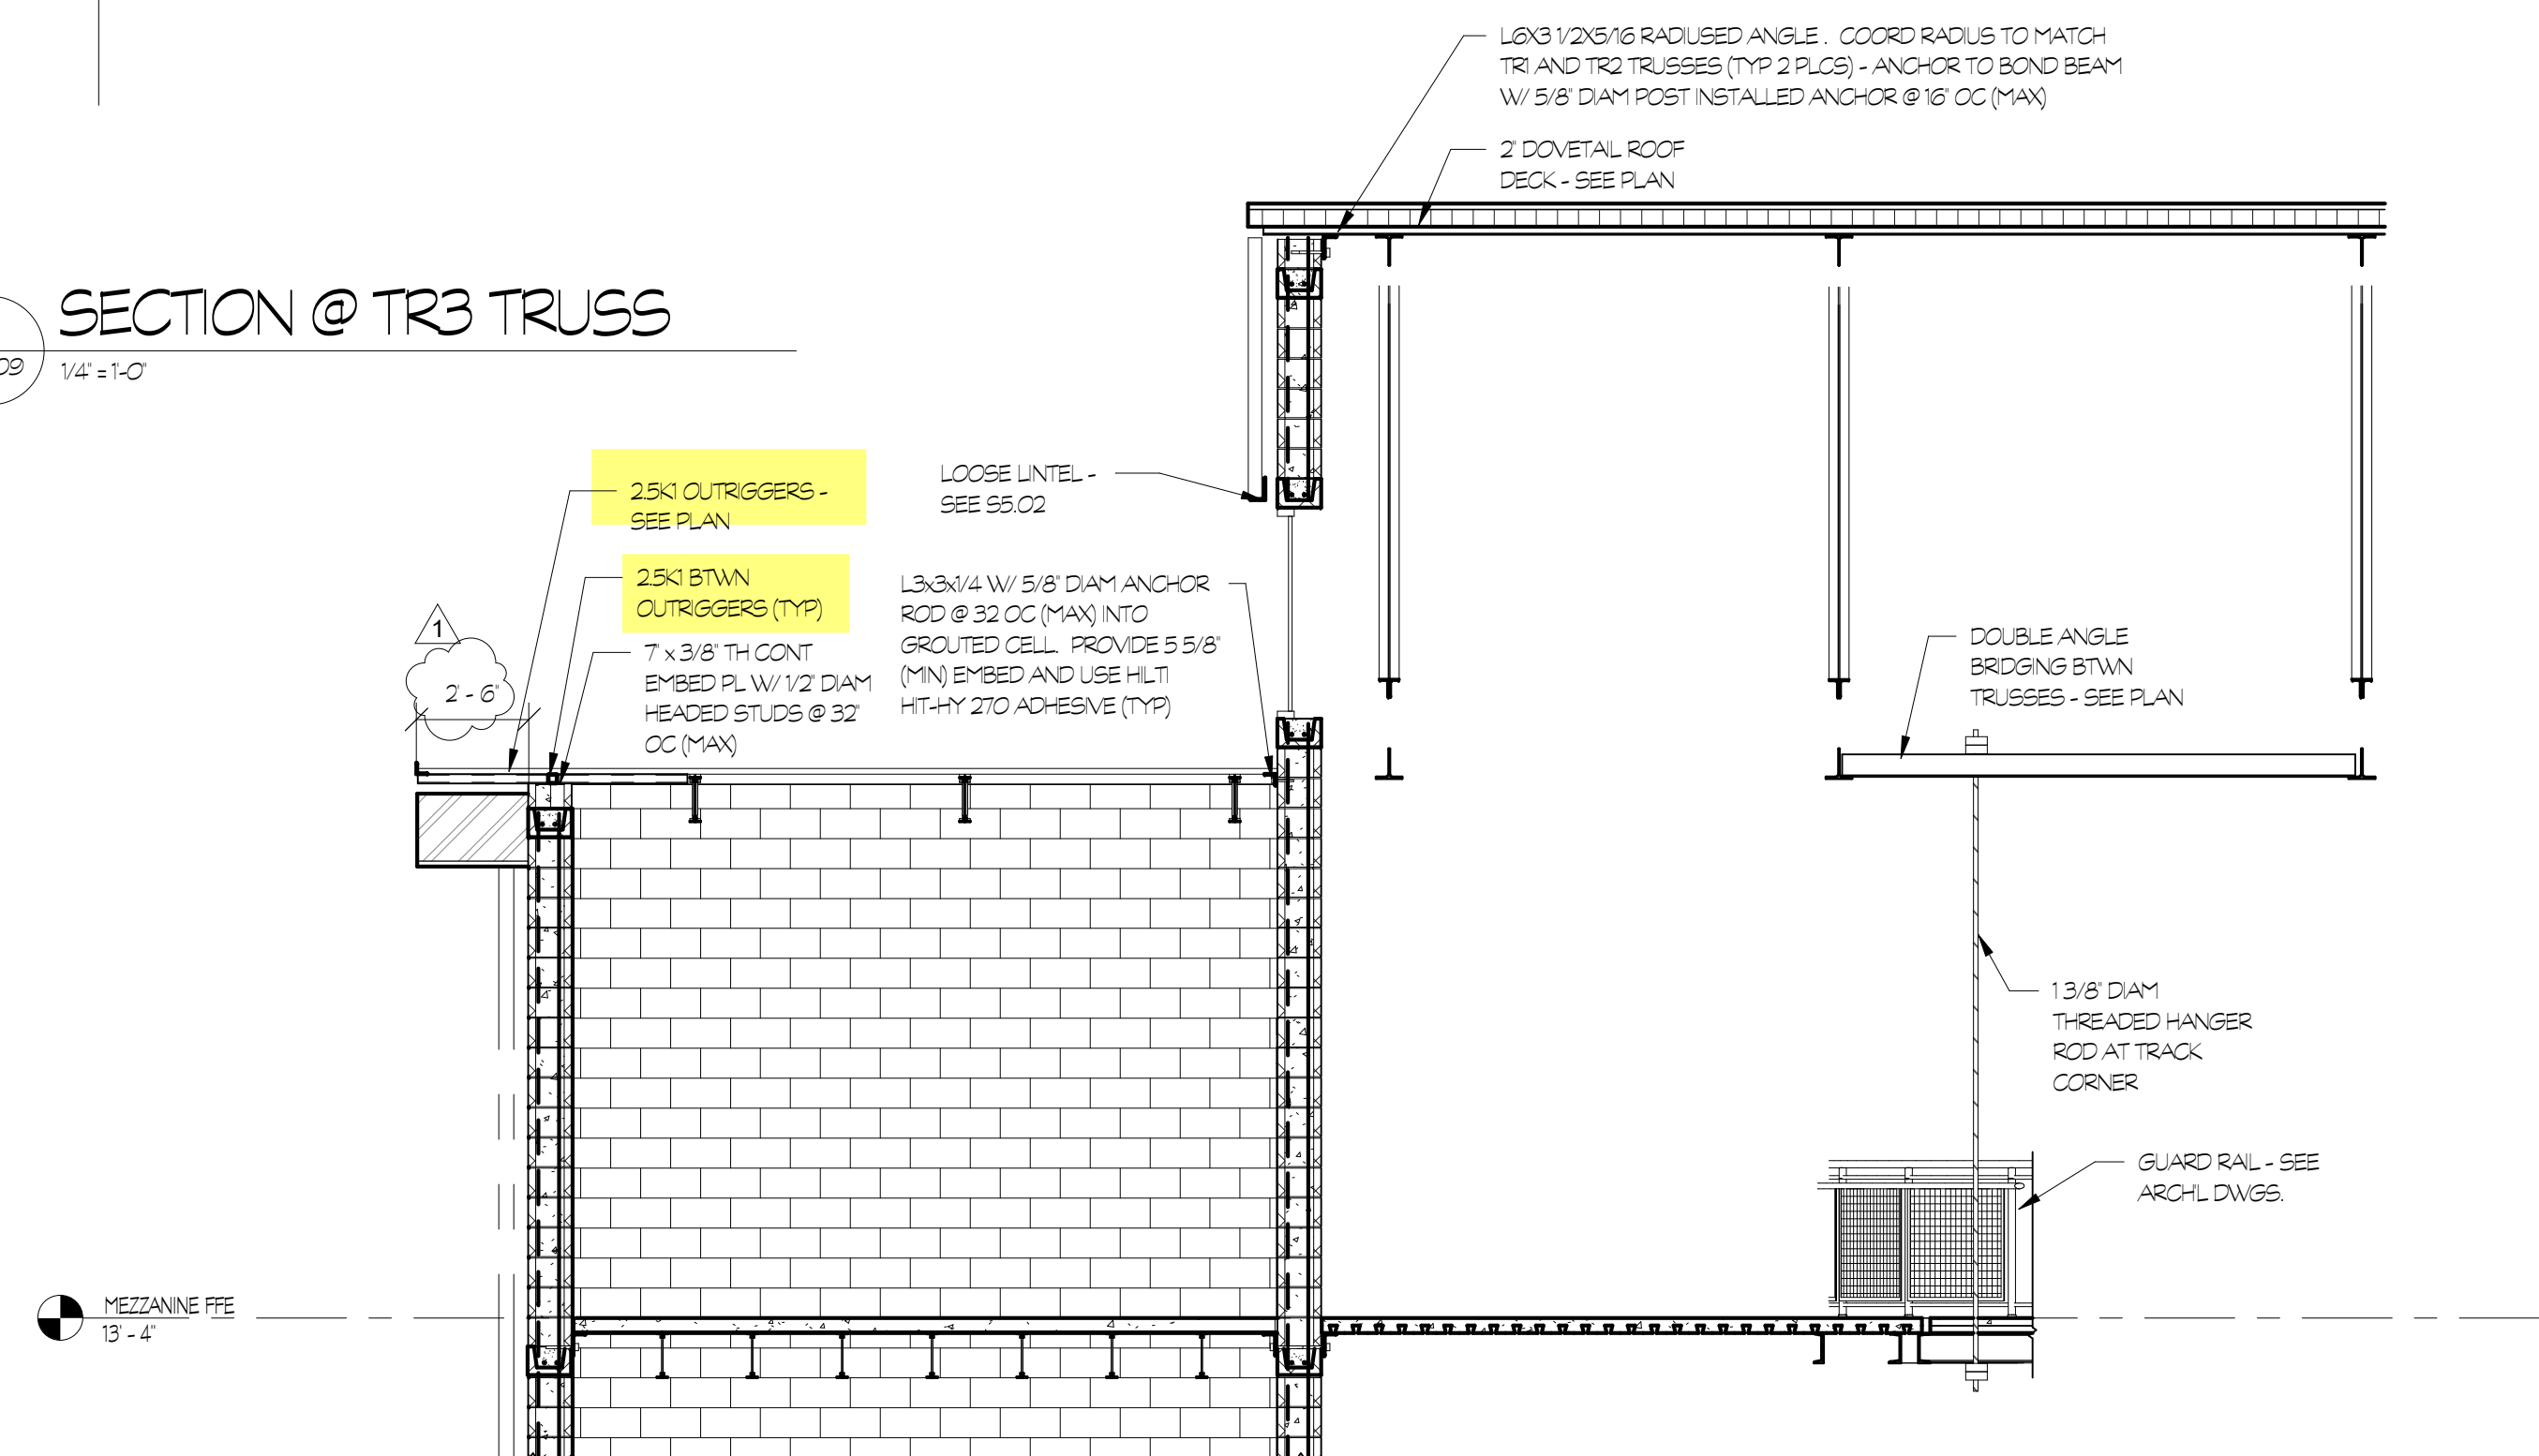 L6X3 1/2X5/16 RADIUSED ANGLE . COORD RADIUS TO MATCH
TR1 AND TR2 TRUSSES (TYP 2 PLCS) - ANCHOR TO BOND BEAM
W/ 5/8" DIAM POST INSTALLED ANCHOR @ 16" OC (MAX)
2" DOVETAIL ROOF
DECK - SEE PLAN
SECTION @ TR3 TRUSS
09
1/4" = 1'-0"
2.5K1 OUTRIGGERS -
SEE PLAN
LOOSE LINTEL -
SEE S5.02
2.5K1 BTWN
OUTRIGGERS (TYP)
L3x3x1/4 W/ 5/8" DIAM ANCHOR
ROD @ 32 OC (MAX) INTO
GROUTED CELL. PROVIDE 5 5/8"
(MIN) EMBED AND USE HILTI
HIT-HY 270 ADHESIVE (TYP)
1
2' - 6"
7" x 3/8" TH CONT
EMBED PL W/ 1/2" DIAM
HEADED STUDS @ 32"
OC (MAX)
DOUBLE ANGLE
BRIDGING BTWN
TRUSSES - SEE PLAN
1 3/8" DIAM
THREADED HANGER
ROD AT TRACK
CORNER
GUARD RAIL - SEE
ARCH'L DWGS.
MEZZANINE FFE
13' - 4"